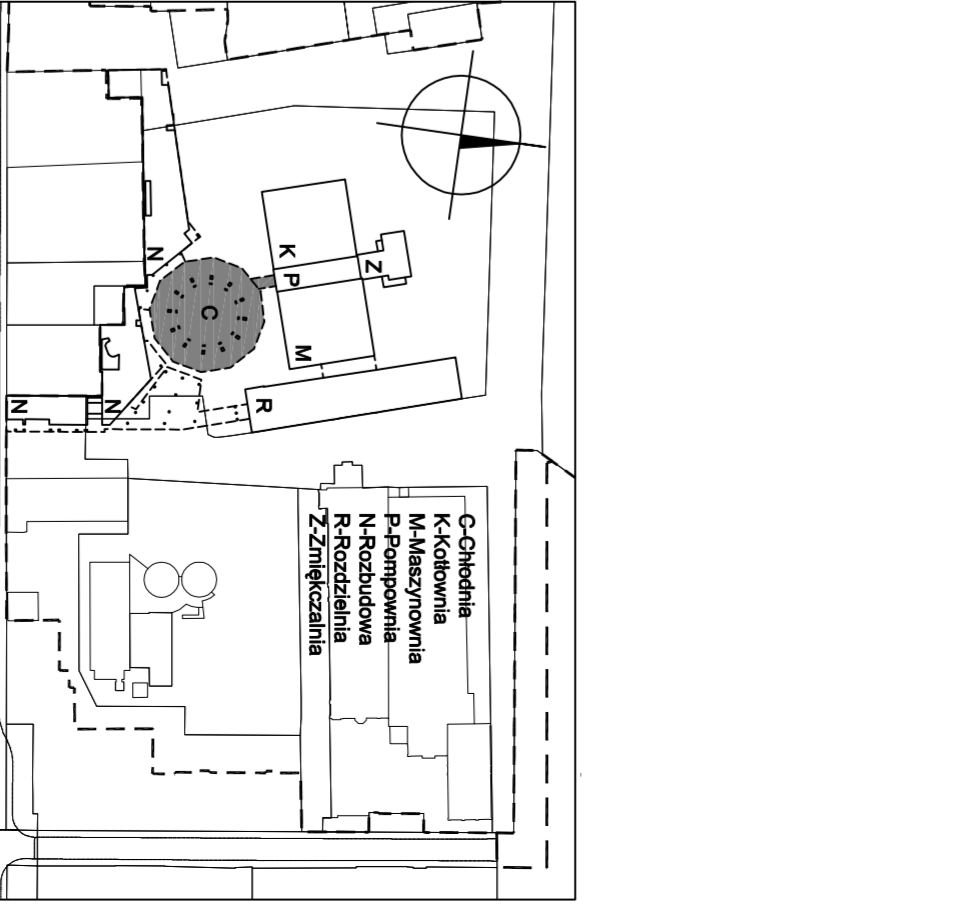 Z
K
P
M
R
C
N
N
N
C-Chłodnia
K-Kotłownia
M-Maszynownia
P-Pompownia
N-Rozbudowa
R-Rozdzielnia
Z-Zmiękczalnia